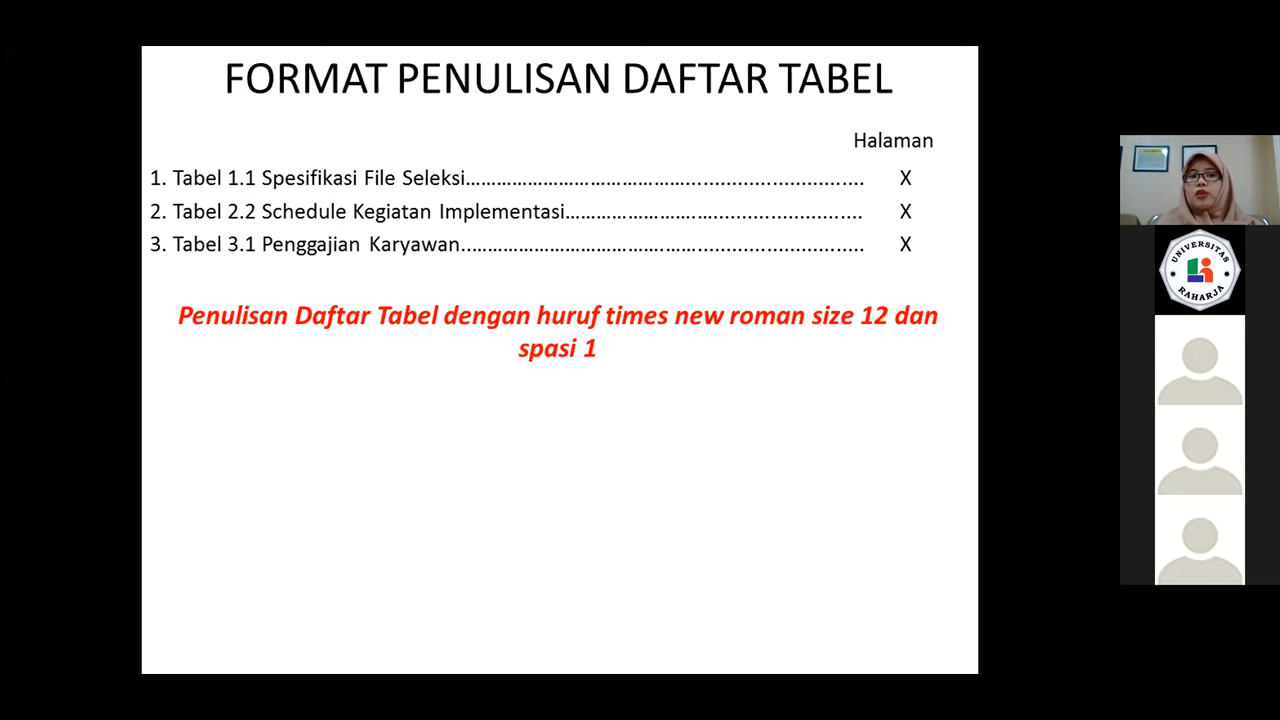 FORMAT PENULISAN DAFTAR TABEL
Halaman
1. Tabel 1.1 Spesifikasi File Seleksi……………………………………............................... X
2. Tabel 2.2 Schedule Kegiatan Implementasi………………………............................ X
3. Tabel 3.1 Penggajian Karyawan..……………………………………............................... X
Penulisan Daftar Tabel dengan huruf times new roman size 12 dan
spasi 1
UNIVERSITAS
RAHARJA